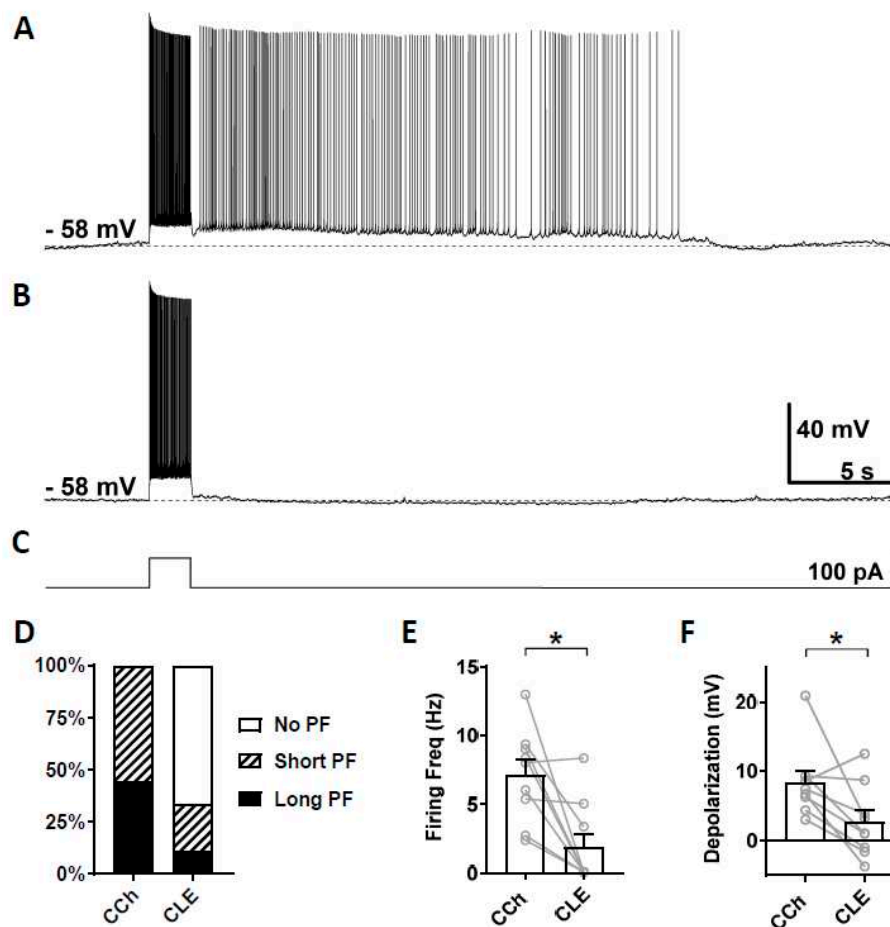 A
- 58 mV
B
- 58 mV
40 mV
5 s
C
100 pA
D
100%
75%
50%
25%
0%
CCh
CLE
No PF
Short PF
Long PF
E
*
Firing Freq (Hz)
15
10
5
0
CCh
CLE
F
*
Depolarization (mV)
20
10
0
CCh
CLE